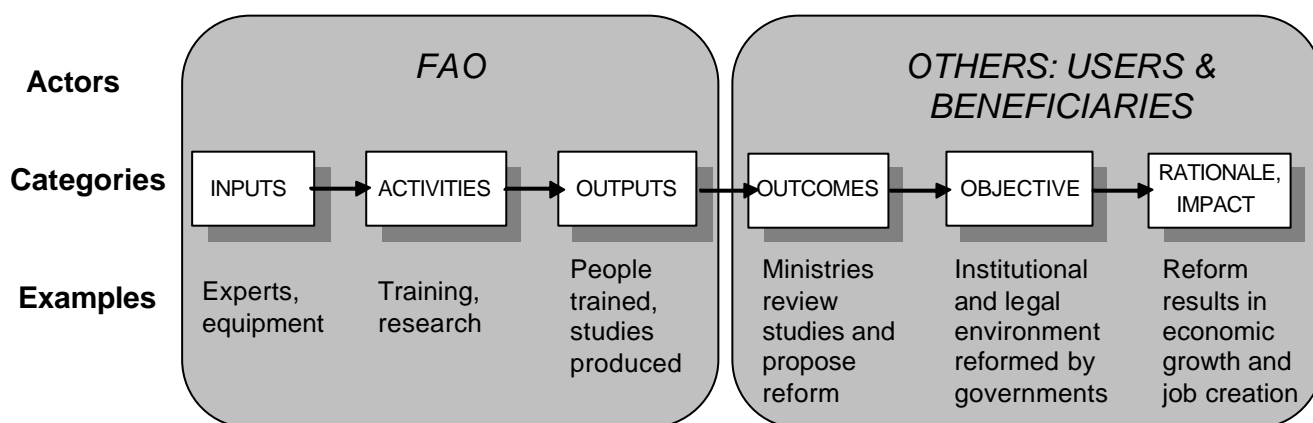 Actors
FAO
OTHERS: USERS &
BENEFICIARIES
Categories
INPUTS
ACTIVITIES
OUTPUTS
OUTCOMES
OBJECTIVE
RATIONALE,
IMPACT
Examples
Experts,
equipment
Training,
research
People
trained,
studies
produced
Ministries
review
studies and
propose
reform
Institutional
and legal
environment
reformed by
governments
Reform
results in
economic
growth and
job creation